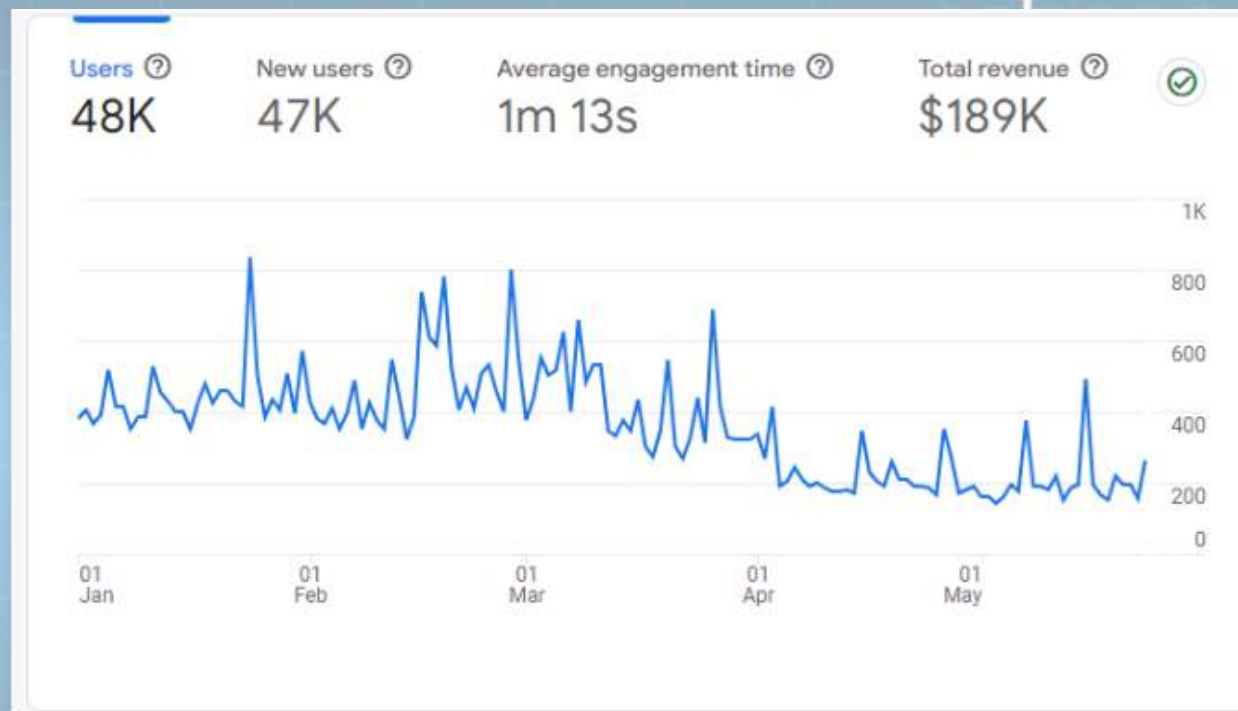 Users
48K
New users
47K
Average engagement time
1m 13s
Total revenue
$189K
1K
800
600
400
200
0
01
Jan
01
Feb
01
Mar
01
Apr
01
May